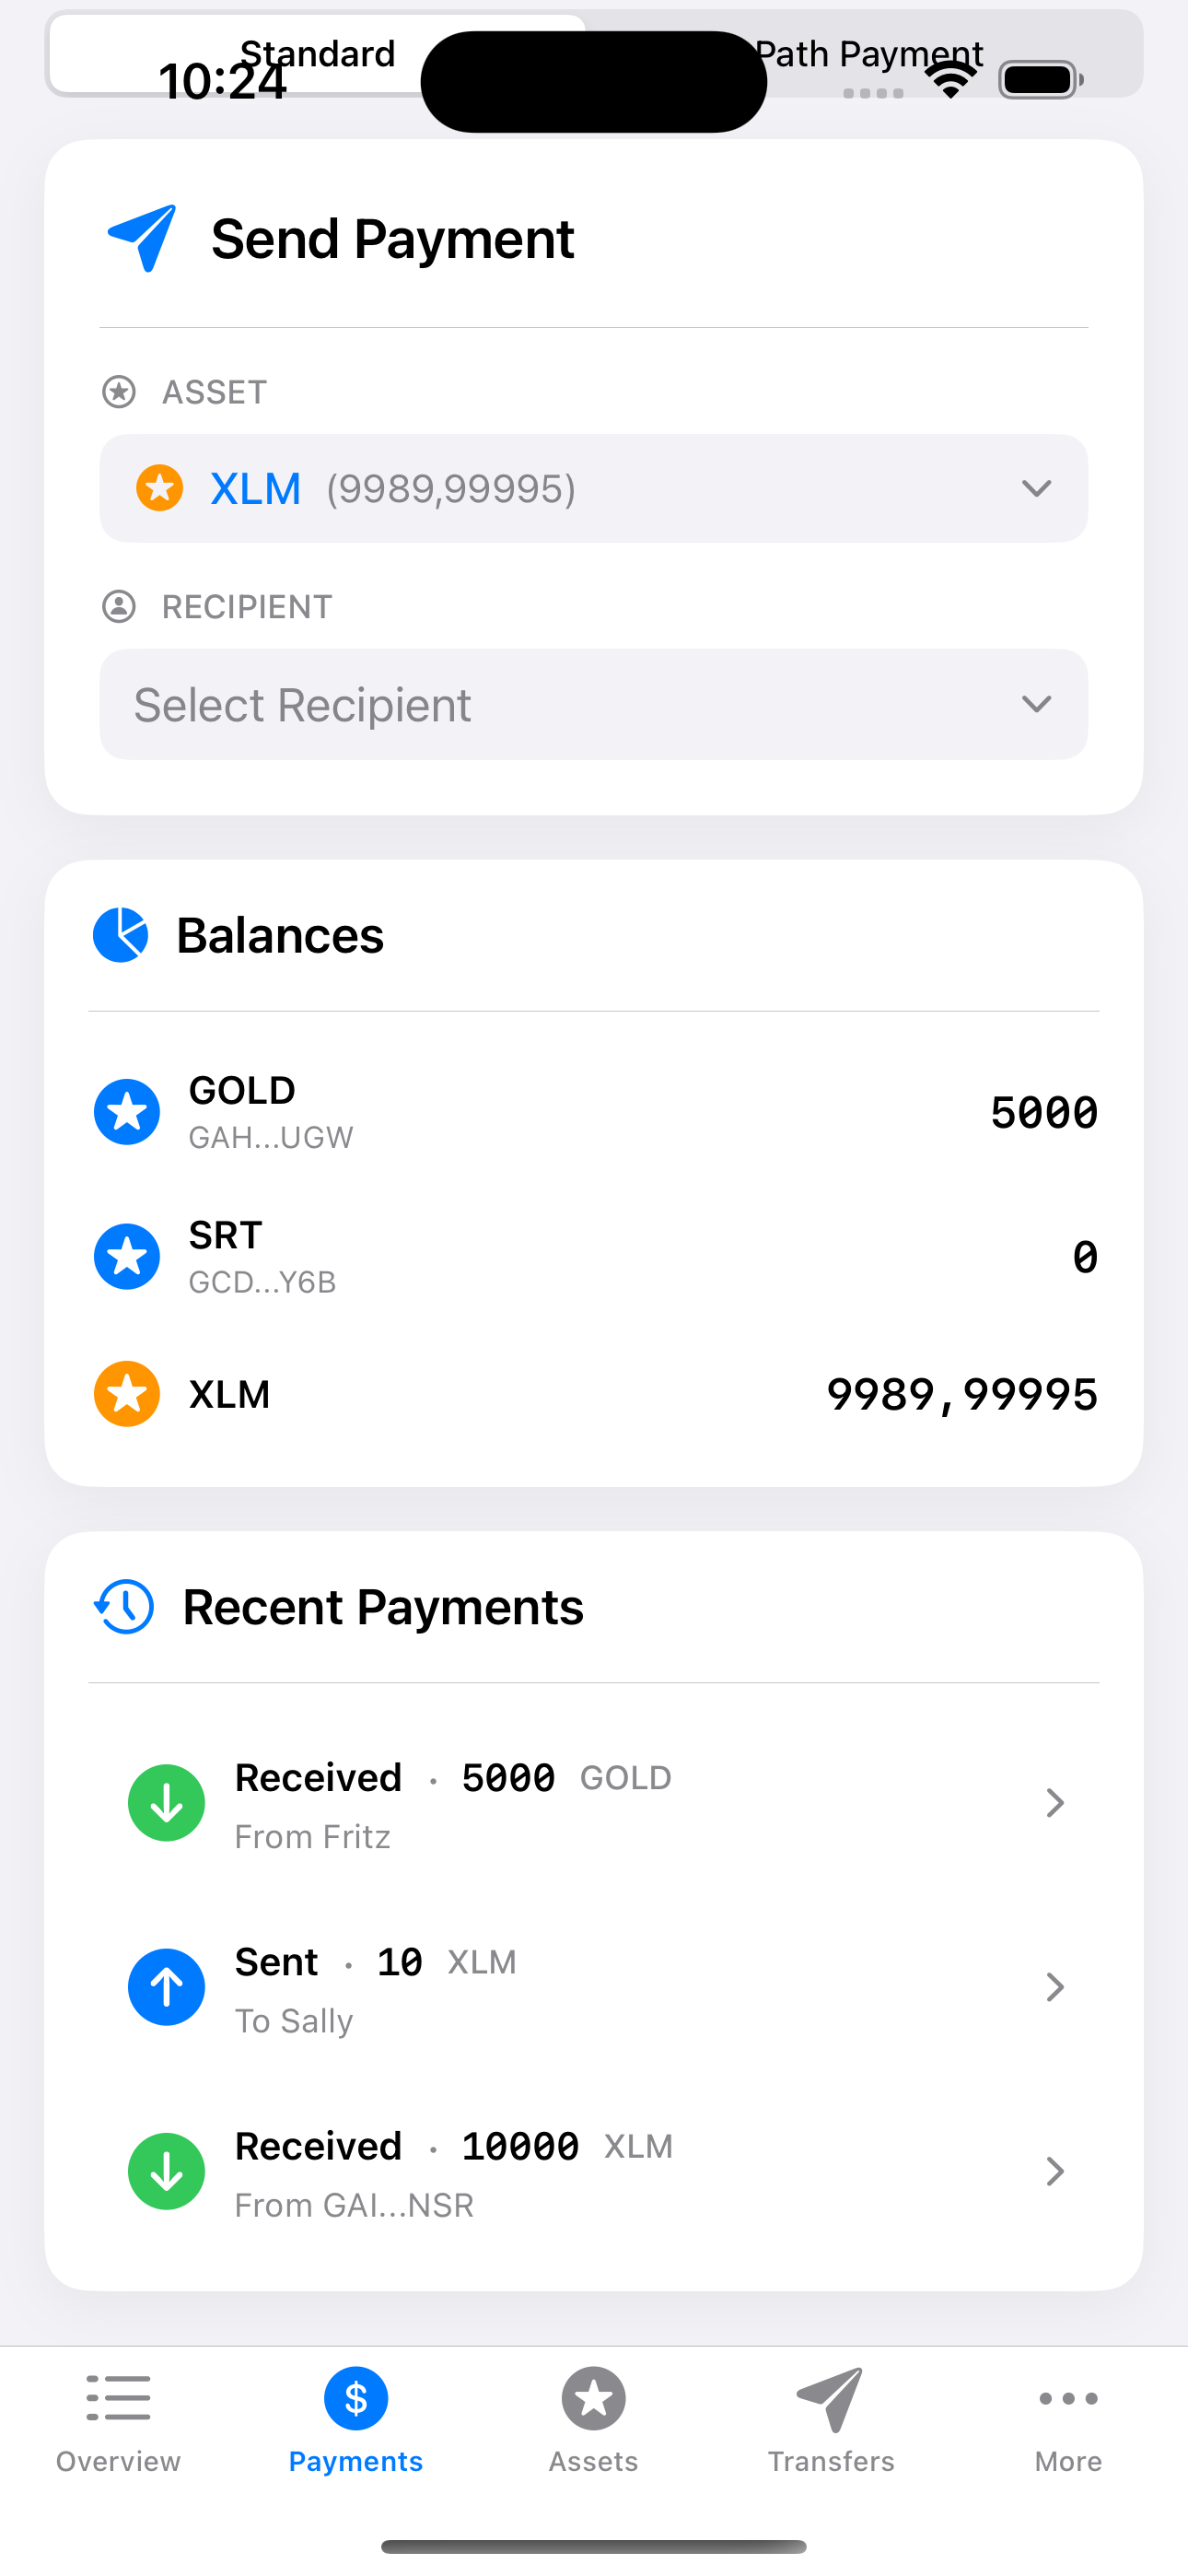 Standard
Path Payment
10:24
Send Payment
ASSET
XLM (9989,99995)
RECIPIENT
Select Recipient
Balances
GOLD
GAH...UGW
5000
SRT
GCD...Y6B
0
XLM
9989,99995
Recent Payments
Received · 5000 GOLD
From Fritz
Sent · 10 XLM
To Sally
Received · 10000 XLM
From GAI...NSR
Overview
Payments
Assets
Transfers
More